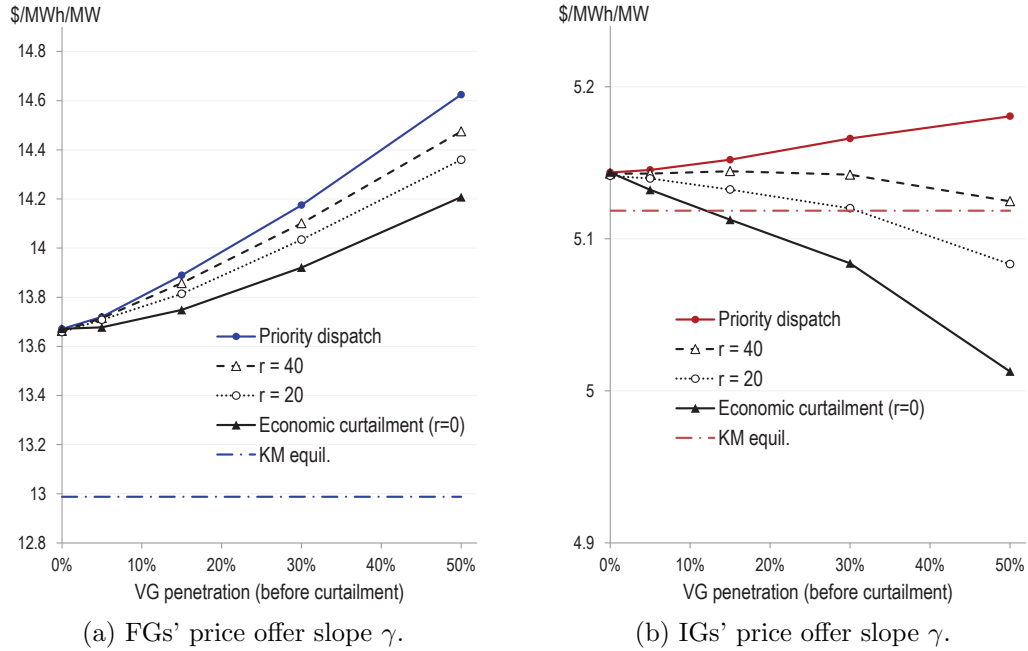 $/MWh/MW
14.8
14.6
14.4
14.2
14
13.8
13.6
13.4
13.2
13
12.8
Priority dispatch
r = 40
r = 20
Economic curtailment (r=0)
KM equil.
0%
10%
20%
30%
40%
50%
VG penetration (before curtailment)
(a) FGs' price offer slope γ.
$/MWh/MW
5.2
5.1
5
4.9
Priority dispatch
r = 40
r = 20
Economic curtailment (r=0)
KM equil.
0%
10%
20%
30%
40%
50%
VG penetration (before curtailment)
(b) IGs' price offer slope γ.